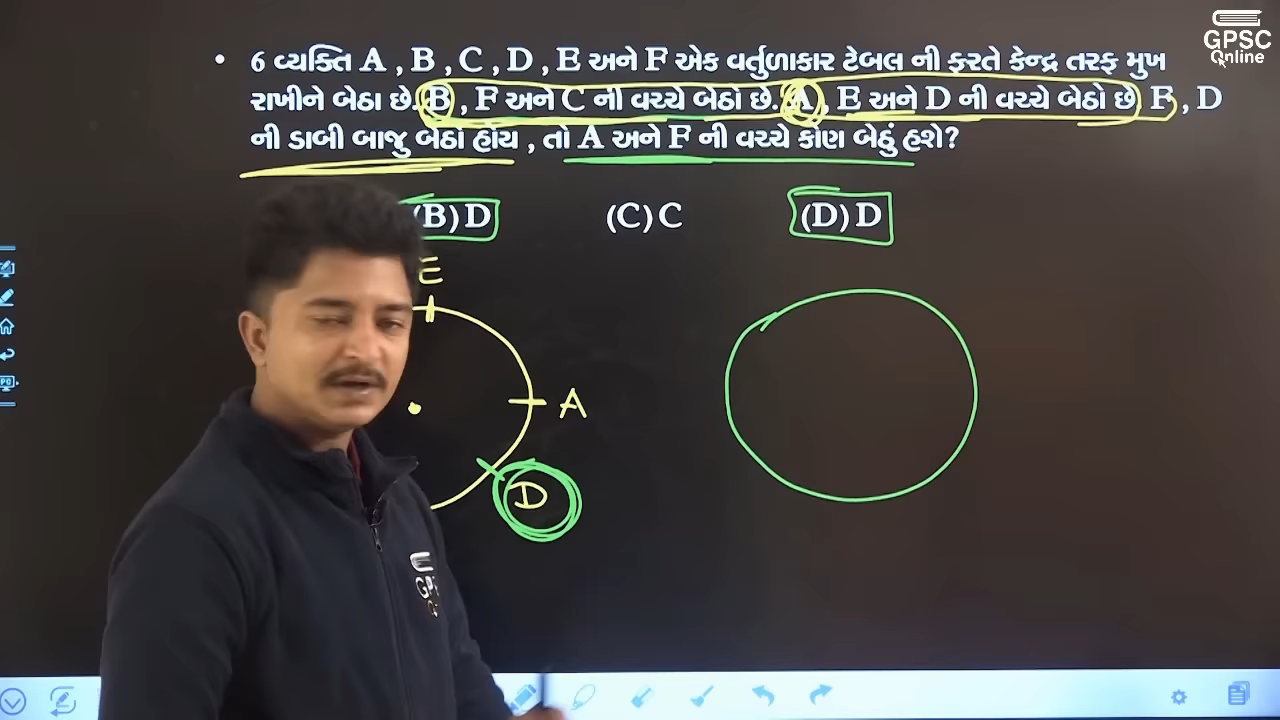 GPSC
Online
• 6 વ્યક્તિ A , B , C , D , E અને F એક વર્તુળાકાર ટેબલ ની ફરતે કેન્દ્ર તરફ મુખ
રાખીને બેઠા છે. B , F અને C ની વચ્ચે બેઠો છે. A , E અને D ની વચ્ચે બેઠો છે. F , D
ની ડાબી બાજુ બેઠો હોય , તો A અને F ની વચ્ચે કોણ બેઠું હશે?
(B) D (C) C (D) D
E
A
D